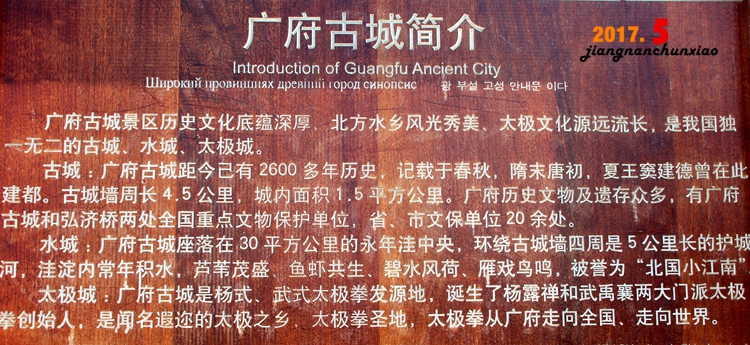 广府古城简介
2017. 5
jiangnanchunxiao
Introduction of Guangfu Ancient City
Широкий провинциях древний город синопсис 광 부설 고성 안내문 이다
广府古城景区历史文化底蕴深厚、北方水乡风光秀美、太极文化源远流长，是我国独
一无二的古城、水城、太极城。
古城：广府古城距今已有2600多年历史，记载于春秋，隋末唐初，夏王窦建德曾在此
建都。古城墙周长4.5公里，城内面积1.5平方公里。广府历史文物及遗存众多，有广府
古城和弘济桥两处全国重点文物保护单位，省、市文保单位20余处。
水城：广府古城座落在30平方公里的永年洼中央，环绕古城墙四周是5公里长的护城
河，洼淀内常年积水，芦苇茂盛、鱼虾共生、碧水风荷、雁戏鸟鸣，被誉为“北国小江南”
太极城：广府古城是杨式、武式太极拳发源地，诞生了杨露禅和武禹襄两大门派太极
拳创始人，是闻名遐迩的太极之乡、太极拳圣地，太极拳从广府走向全国、走向世界。